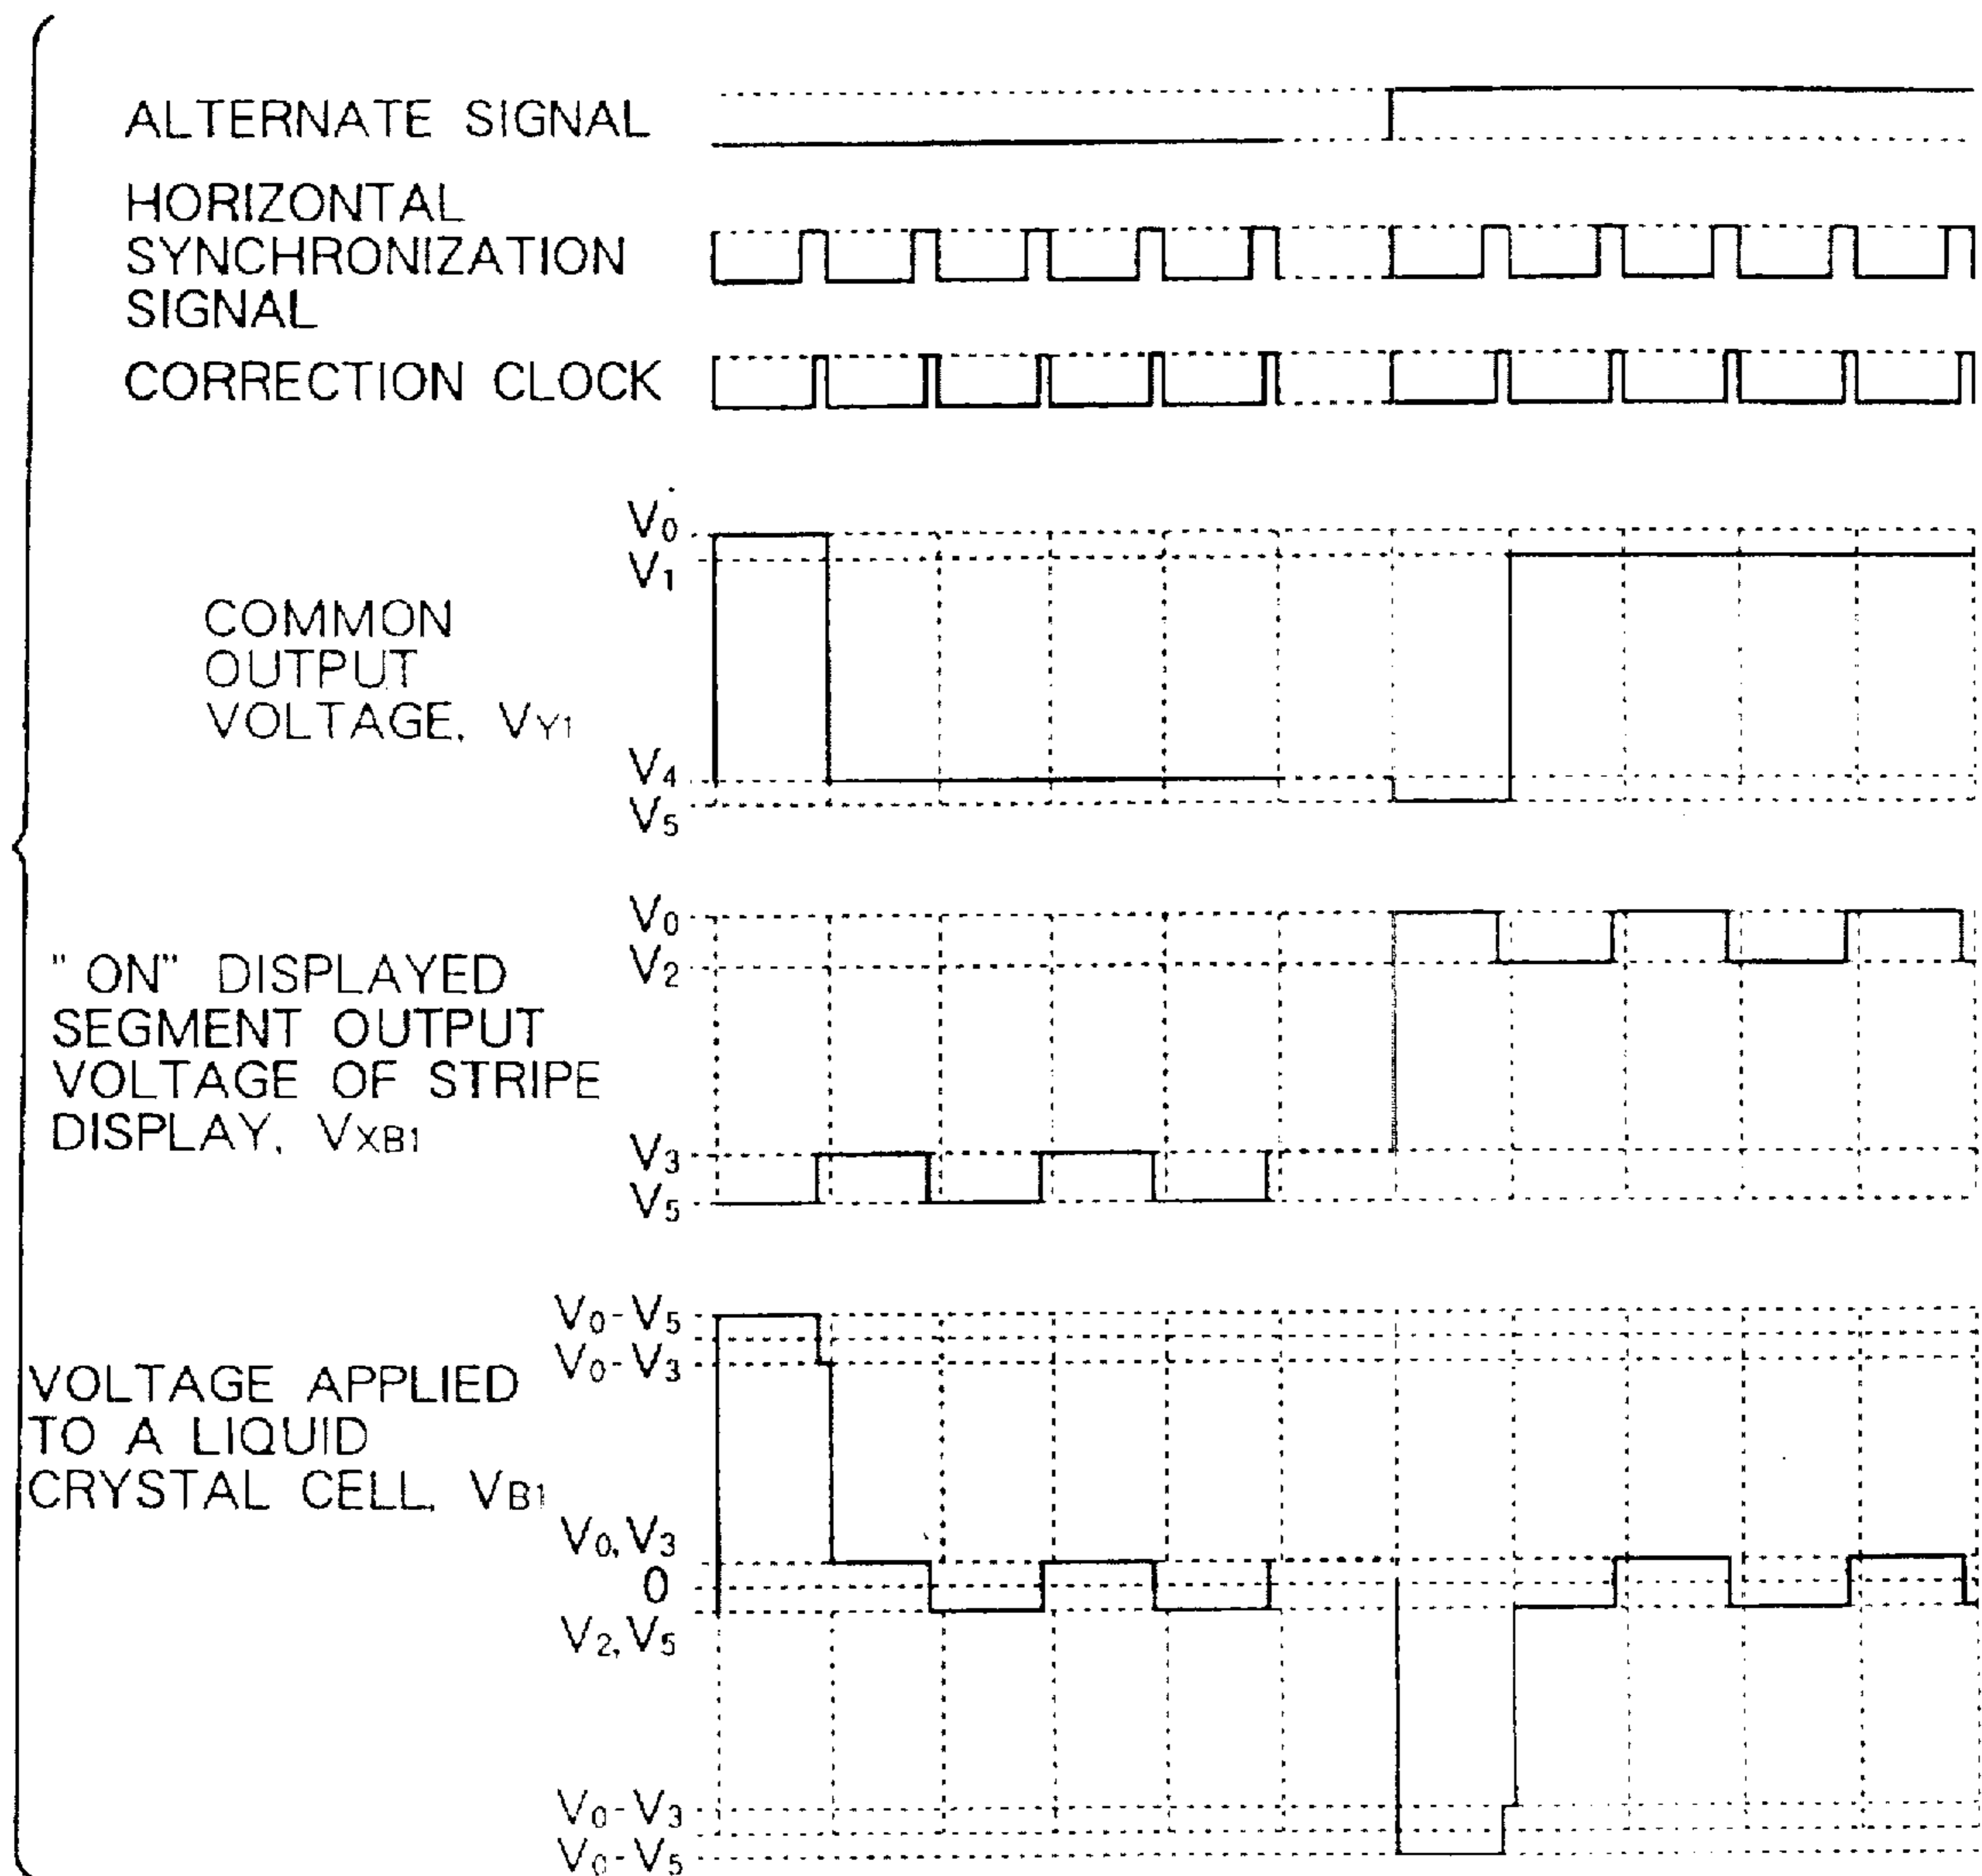 ALTERNATE SIGNAL
HORIZONTAL
SYNCHRONIZATION
SIGNAL
CORRECTION CLOCK
V0
V1
COMMON
OUTPUT
VOLTAGE, VY1
V4
V5
V0
V2
"ON" DISPLAYED
SEGMENT OUTPUT
VOLTAGE OF STRIPE
DISPLAY, VXB1
V3
V5
V0-V5
V0-V3
VOLTAGE APPLIED
TO A LIQUID
CRYSTAL CELL, VB1
V0,V3
0
V2,V5
V0-V3
V0-V5